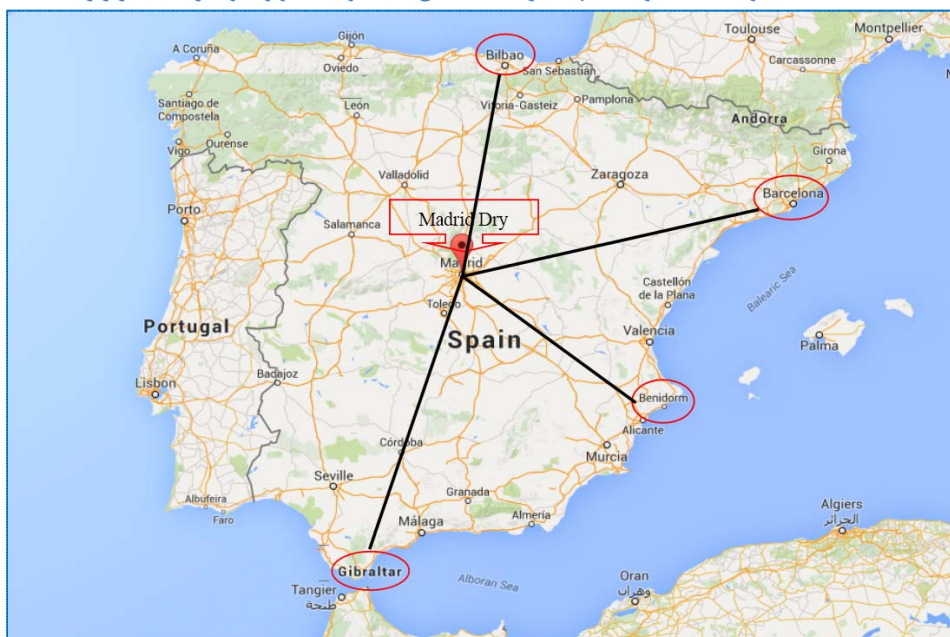 Bilbao
Toulouse
Montpellier
A Coruña
Gijón
Oviedo
San Sebastián
Carcassonne
Santiago de
Compostela
León
Vitoria-Gasteiz
Pamplona
Andorra
Vigo
Ourense
Girona
Valladolid
Zaragoza
Barcelona
Porto
Salamanca
Madrid Dry
Madrid
Castellón
de la Plana
Balearic Sea
Toledo
Portugal
Spain
Valencia
Palma
Lisbon
Badajoz
Benidorm
Alicante
Córdoba
Murcia
Seville
Granada
Albufeira
Faro
Málaga
Almería
Algiers
الجزائر
Gibraltar
Alboran Sea
Oran
وهران
Tangier
طنجة